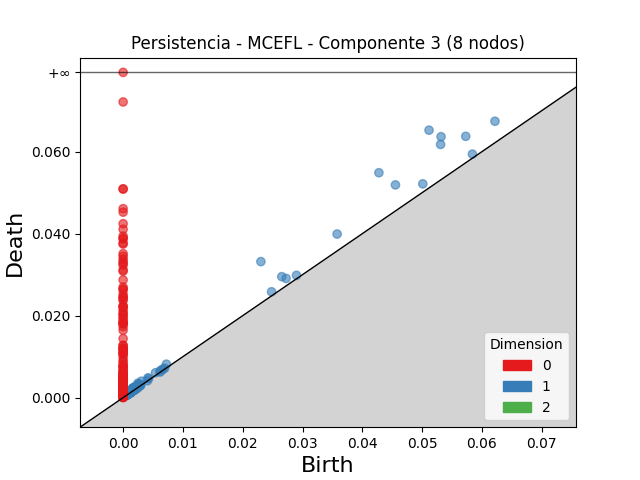 Persistencia - MCEFL - Componente 3 (8 nodos)
+∞
0.060
0.040
0.020
0.000
Death
Dimension
0
1
2
0.00 0.01 0.02 0.03 0.04 0.05 0.06 0.07
Birth